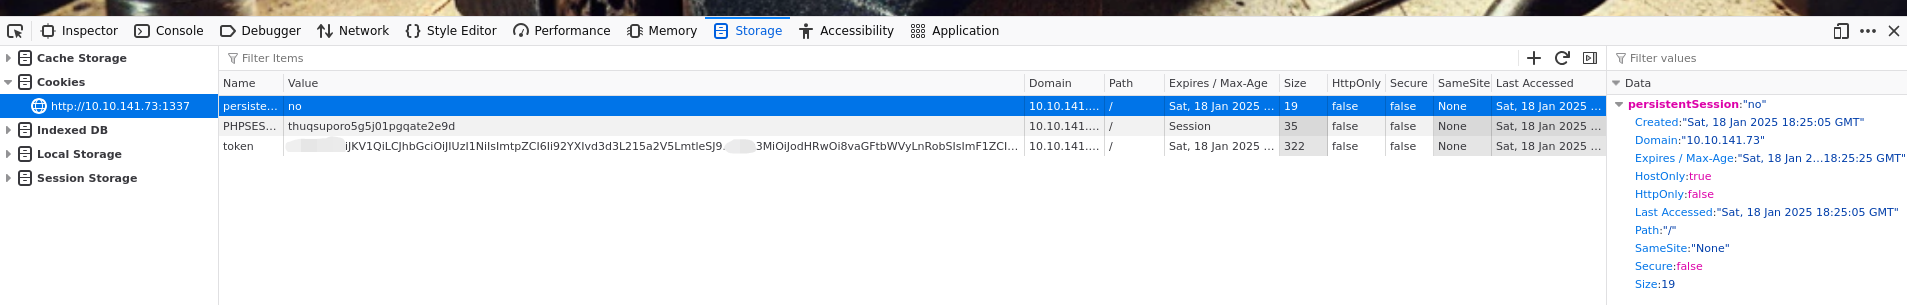 Inspector Console Debugger Network Style Editor Performance Memory Storage Accessibility Application
Cache Storage
Cookies
http://10.10.141.73:1337
Indexed DB
Local Storage
Session Storage
Filter Items
Name Value Domain Path Expires / Max-Age Size HttpOnly Secure SameSite Last Accessed
persiste... no 10.10.141.... / Sat, 18 Jan 2025 ... 19 false false None Sat, 18 Jan 2025 ...
PHPSES... thuqsuporo5g5j01pgqate2e9d 10.10.141.... / Session 35 false false None Sat, 18 Jan 2025 ...
token 10.10.141.... / Sat, 18 Jan 2025 ... 322 false false None Sat, 18 Jan 2025 ...
Filter values
Data
persistentSession:"no"
Created:"Sat, 18 Jan 2025 18:25:05 GMT"
Domain:"10.10.141.73"
Expires / Max-Age:"Sat, 18 Jan 2...18:25:25 GMT"
HostOnly:true
HttpOnly:false
Last Accessed:"Sat, 18 Jan 2025 18:25:05 GMT"
Path:"/"
SameSite:"None"
Secure:false
Size:19